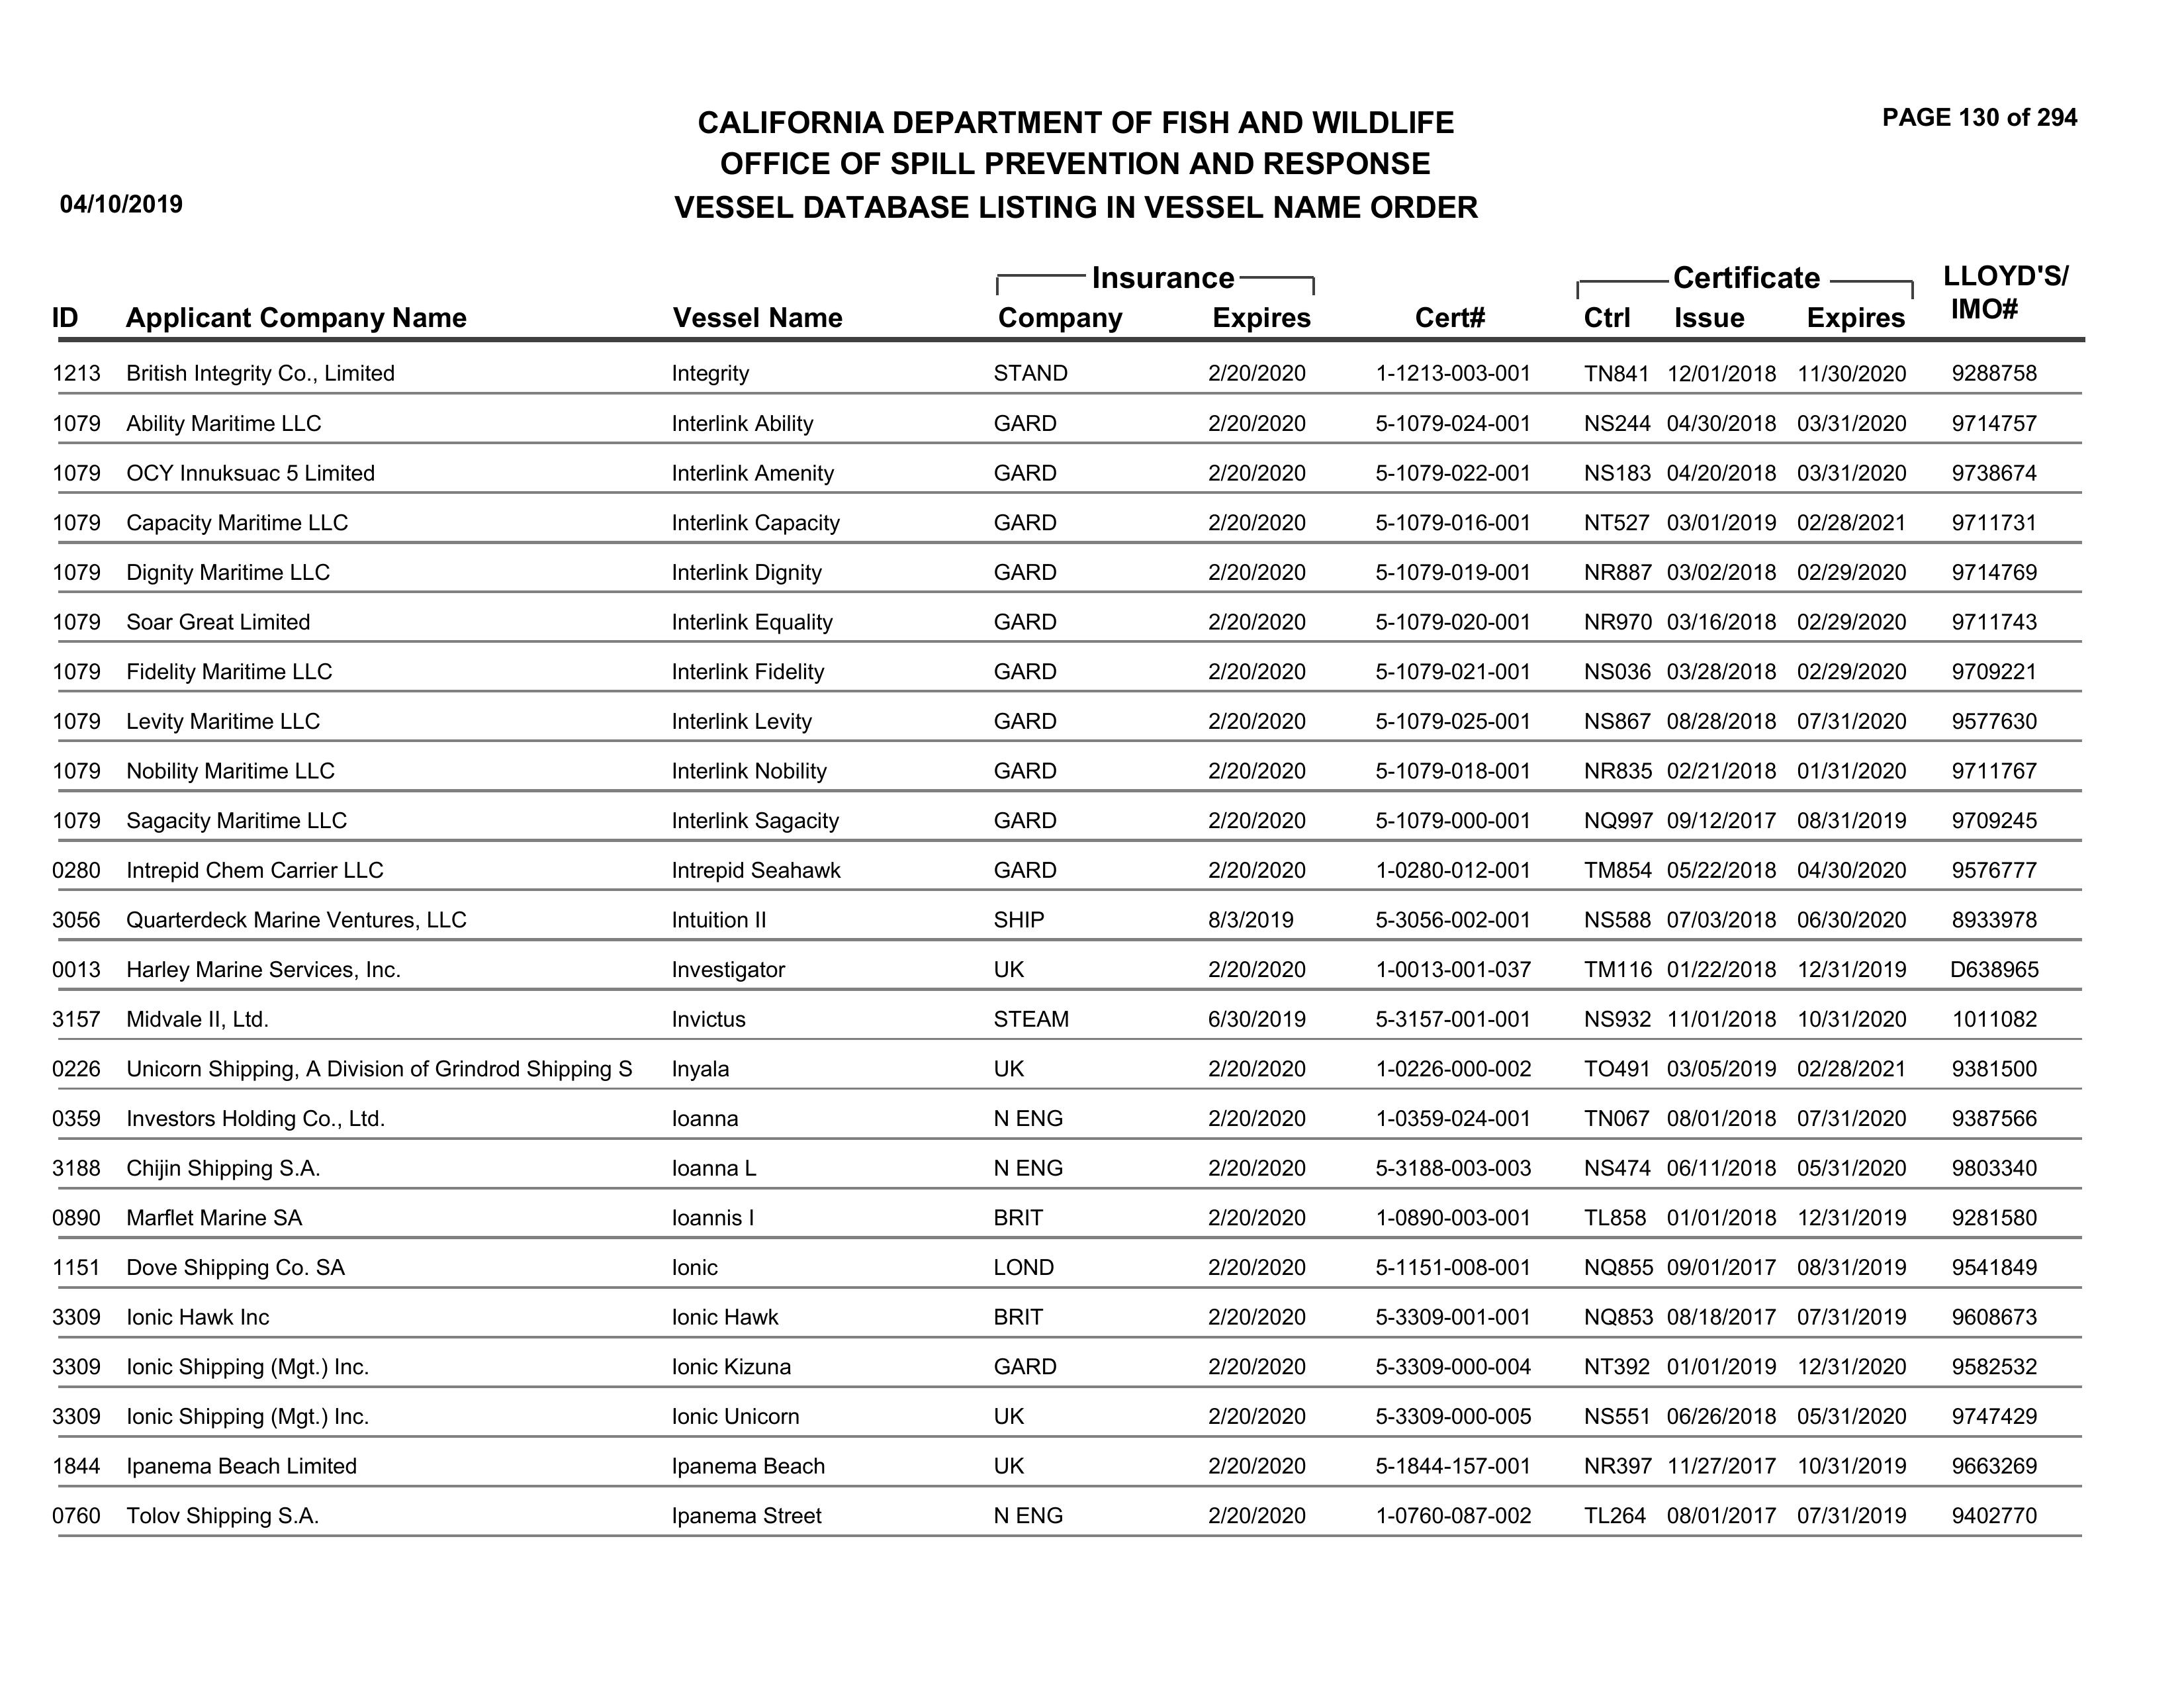 PAGE 130 of 294
CALIFORNIA DEPARTMENT OF FISH AND WILDLIFE
OFFICE OF SPILL PREVENTION AND RESPONSE
04/10/2019 VESSEL DATABASE LISTING IN VESSEL NAME ORDER
Insurance Certificate LLOYD'S/
ID Applicant Company Name Vessel Name Company Expires Cert# Ctrl Issue Expires IMO#
1213 British Integrity Co., Limited Integrity STAND 2/20/2020 1-1213-003-001 TN841 12/01/2018 11/30/2020 9288758
1079 Ability Maritime LLC Interlink Ability GARD 2/20/2020 5-1079-024-001 NS244 04/30/2018 03/31/2020 9714757
1079 OCY Innuksuac 5 Limited Interlink Amenity GARD 2/20/2020 5-1079-022-001 NS183 04/20/2018 03/31/2020 9738674
1079 Capacity Maritime LLC Interlink Capacity GARD 2/20/2020 5-1079-016-001 NT527 03/01/2019 02/28/2021 9711731
1079 Dignity Maritime LLC Interlink Dignity GARD 2/20/2020 5-1079-019-001 NR887 03/02/2018 02/29/2020 9714769
1079 Soar Great Limited Interlink Equality GARD 2/20/2020 5-1079-020-001 NR970 03/16/2018 02/29/2020 9711743
1079 Fidelity Maritime LLC Interlink Fidelity GARD 2/20/2020 5-1079-021-001 NS036 03/28/2018 02/29/2020 9709221
1079 Levity Maritime LLC Interlink Levity GARD 2/20/2020 5-1079-025-001 NS867 08/28/2018 07/31/2020 9577630
1079 Nobility Maritime LLC Interlink Nobility GARD 2/20/2020 5-1079-018-001 NR835 02/21/2018 01/31/2020 9711767
1079 Sagacity Maritime LLC Interlink Sagacity GARD 2/20/2020 5-1079-000-001 NQ997 09/12/2017 08/31/2019 9709245
0280 Intrepid Chem Carrier LLC Intrepid Seahawk GARD 2/20/2020 1-0280-012-001 TM854 05/22/2018 04/30/2020 9576777
3056 Quarterdeck Marine Ventures, LLC Intuition II SHIP 8/3/2019 5-3056-002-001 NS588 07/03/2018 06/30/2020 8933978
0013 Harley Marine Services, Inc. Investigator UK 2/20/2020 1-0013-001-037 TM116 01/22/2018 12/31/2019 D638965
3157 Midvale II, Ltd. Invictus STEAM 6/30/2019 5-3157-001-001 NS932 11/01/2018 10/31/2020 1011082
0226 Unicorn Shipping, A Division of Grindrod Shipping S Inyala UK 2/20/2020 1-0226-000-002 TO491 03/05/2019 02/28/2021 9381500
0359 Investors Holding Co., Ltd. Ioanna N ENG 2/20/2020 1-0359-024-001 TN067 08/01/2018 07/31/2020 9387566
3188 Chijin Shipping S.A. Ioanna L N ENG 2/20/2020 5-3188-003-003 NS474 06/11/2018 05/31/2020 9803340
0890 Marflet Marine SA Ioannis I BRIT 2/20/2020 1-0890-003-001 TL858 01/01/2018 12/31/2019 9281580
1151 Dove Shipping Co. SA Ionic LOND 2/20/2020 5-1151-008-001 NQ855 09/01/2017 08/31/2019 9541849
3309 Ionic Hawk Inc Ionic Hawk BRIT 2/20/2020 5-3309-001-001 NQ853 08/18/2017 07/31/2019 9608673
3309 Ionic Shipping (Mgt.) Inc. Ionic Kizuna GARD 2/20/2020 5-3309-000-004 NT392 01/01/2019 12/31/2020 9582532
3309 Ionic Shipping (Mgt.) Inc. Ionic Unicorn UK 2/20/2020 5-3309-000-005 NS551 06/26/2018 05/31/2020 9747429
1844 Ipanema Beach Limited Ipanema Beach UK 2/20/2020 5-1844-157-001 NR397 11/27/2017 10/31/2019 9663269
0760 Tolov Shipping S.A. Ipanema Street N ENG 2/20/2020 1-0760-087-002 TL264 08/01/2017 07/31/2019 9402770